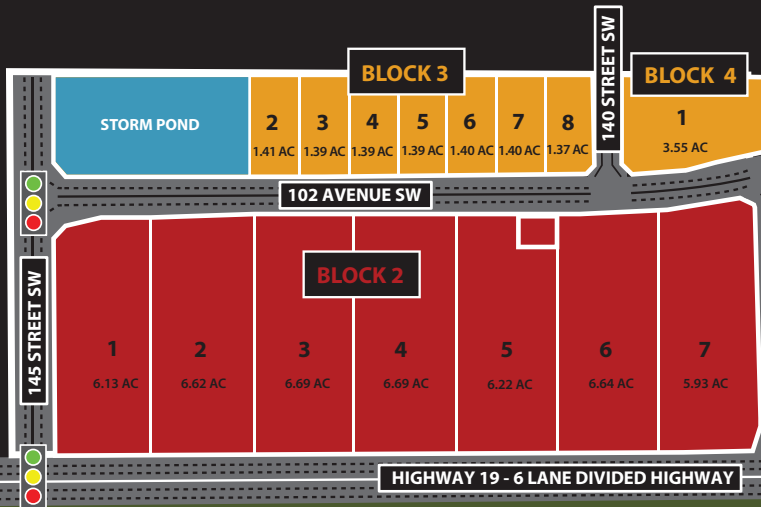 140 STREET SW
BLOCK 3
BLOCK 4
STORM POND
2
1.41 AC
3
1.39 AC
4
1.39 AC
5
1.39 AC
6
1.40 AC
7
1.40 AC
8
1.37 AC
1
3.55 AC
102 AVENUE SW
145 STREET SW
BLOCK 2
1
6.13 AC
2
6.62 AC
3
6.69 AC
4
6.69 AC
5
6.22 AC
6
6.64 AC
7
5.93 AC
HIGHWAY 19 - 6 LANE DIVIDED HIGHWAY